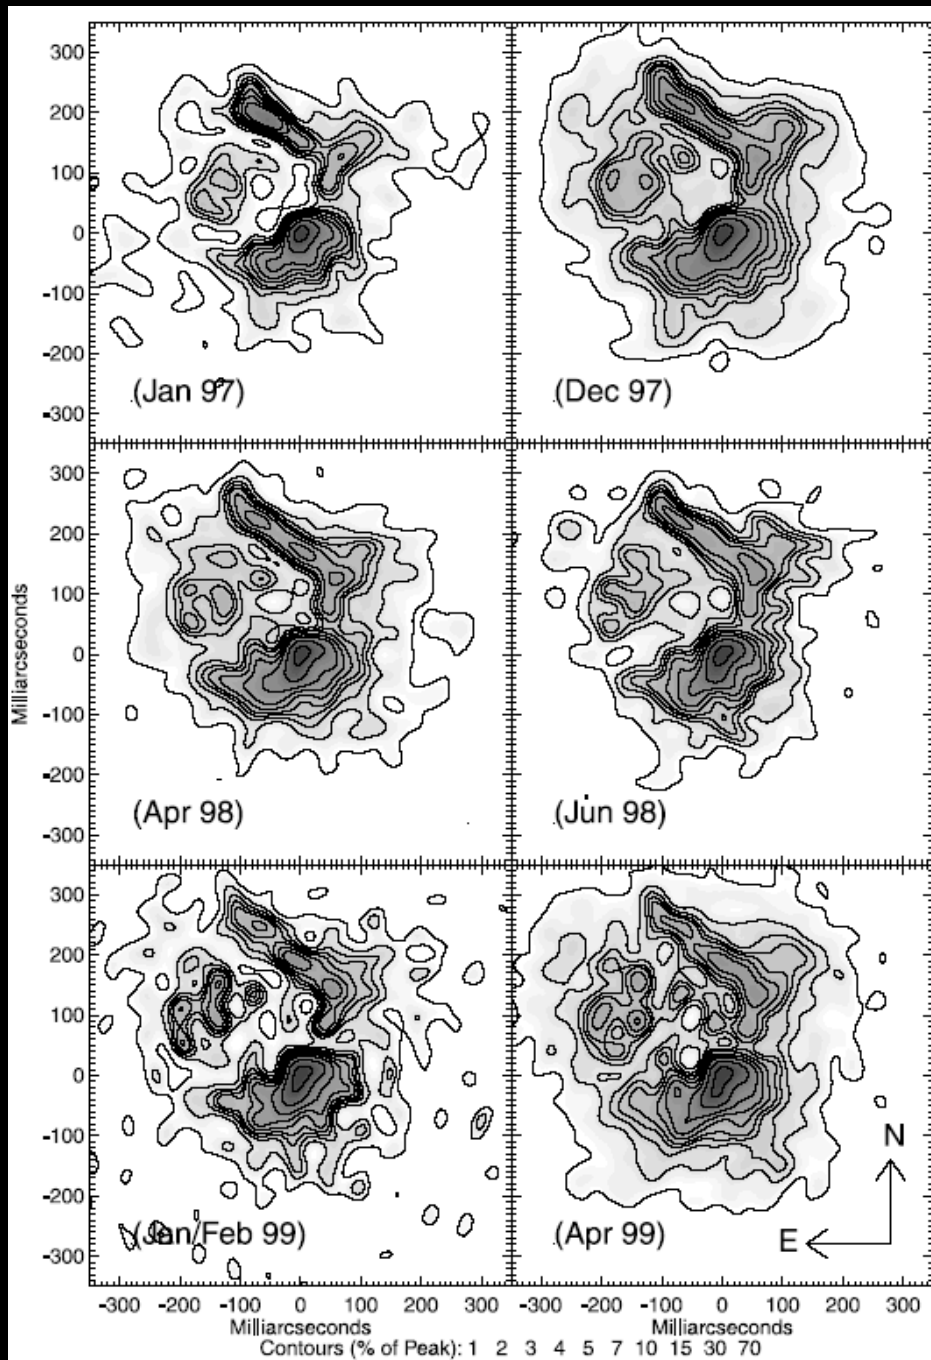 300
200
100
0
-100
-200
-300
(Jan 97)
(Dec 97)
300
200
100
0
-100
-200
-300
Milliarcseconds
(Apr 98)
(Jun 98)
300
200
100
0
-100
-200
-300
(Jan/Feb 99)
(Apr 99)
N
E
-300 -200 -100 0 100 200 300 -300 -200 -100 0 100 200 300
Milliarcseconds Milliarcseconds
Contours (% of Peak): 1 2 3 4 5 7 10 15 30 70